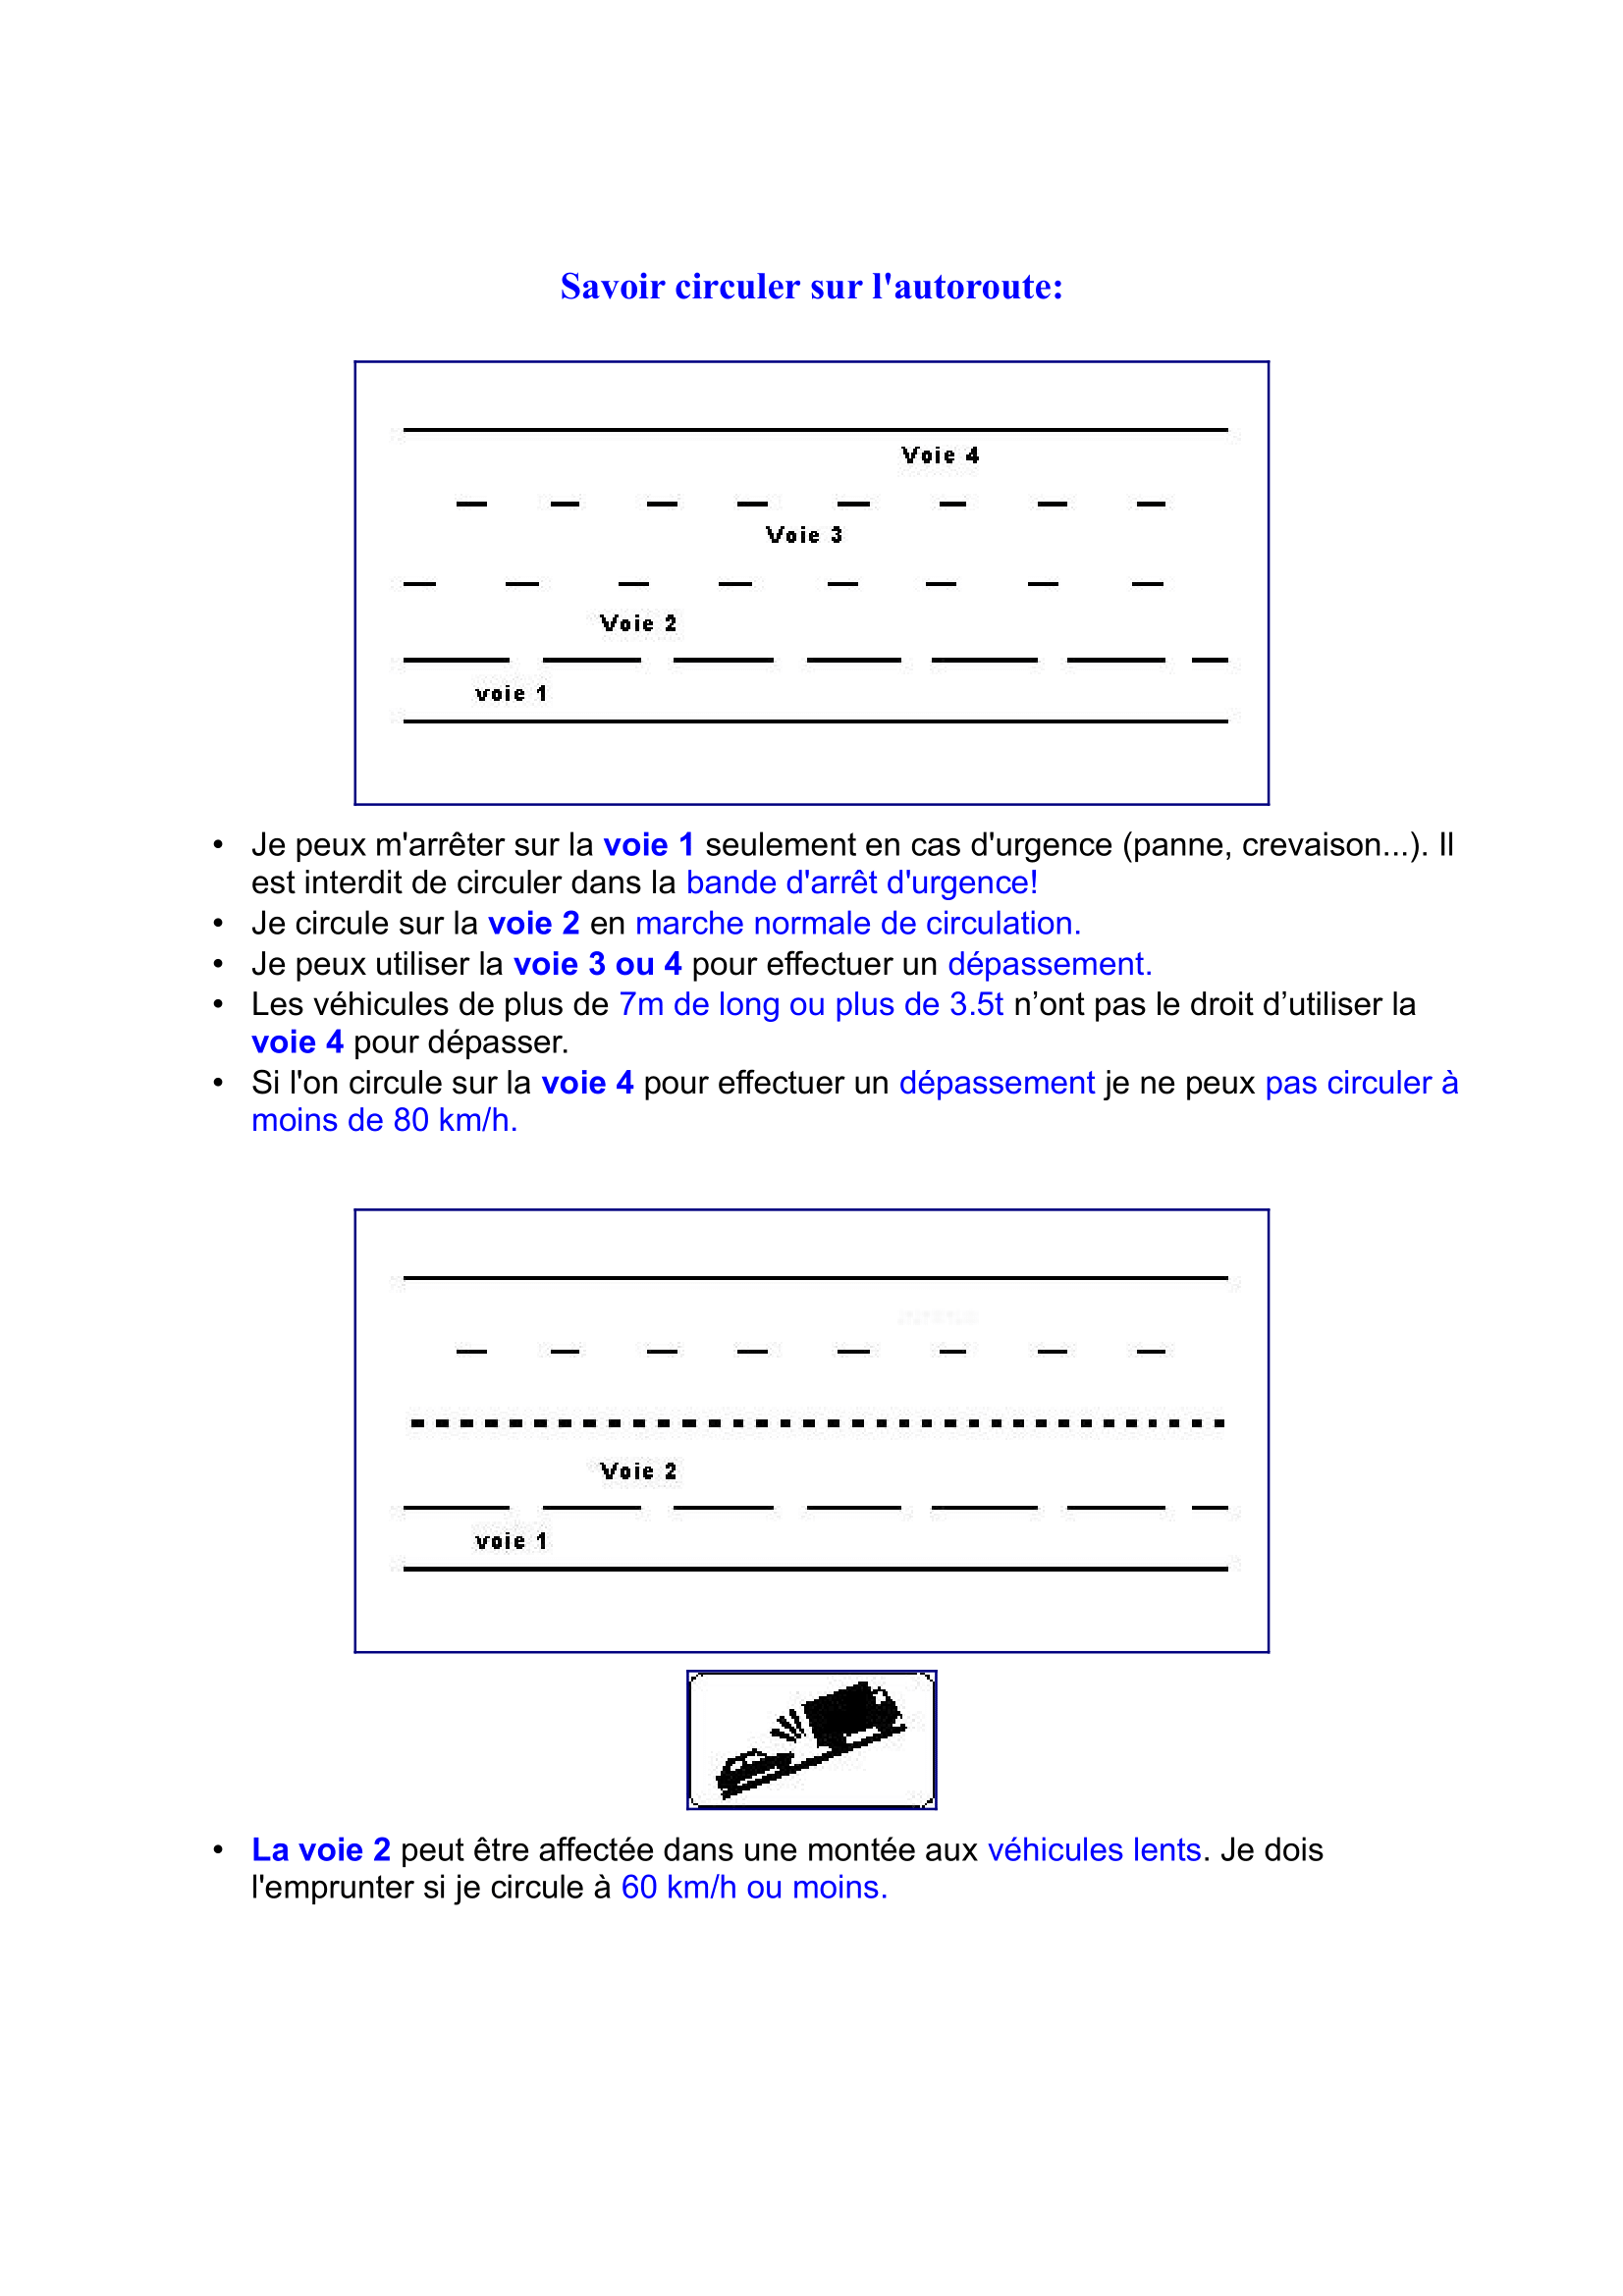 Savoir circuler sur l'autoroute:
Voie 4
Voie 3
Voie 2
voie 1
• Je peux m'arrêter sur la voie 1 seulement en cas d'urgence (panne, crevaison...). Il
est interdit de circuler dans la bande d'arrêt d'urgence!
• Je circule sur la voie 2 en marche normale de circulation.
• Je peux utiliser la voie 3 ou 4 pour effectuer un dépassement.
• Les véhicules de plus de 7m de long ou plus de 3.5t n’ont pas le droit d’utiliser la
voie 4 pour dépasser.
• Si l'on circule sur la voie 4 pour effectuer un dépassement je ne peux pas circuler à
moins de 80 km/h.
Voie 2
voie 1
• La voie 2 peut être affectée dans une montée aux véhicules lents. Je dois
l'emprunter si je circule à 60 km/h ou moins.